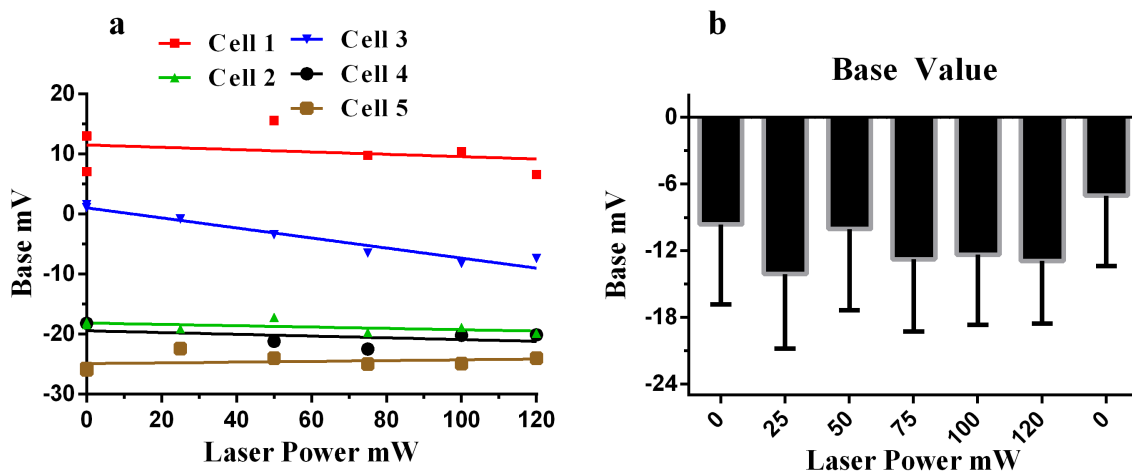 a
Cell 1
Cell 2
Cell 3
Cell 4
Cell 5
Base mV
20
10
0
-10
-20
-30
0
20
40
60
80
100
120
Laser Power mW
b
Base Value
Base mV
0
-6
-12
-18
-24
0
25
50
75
100
120
0
Laser Power mW